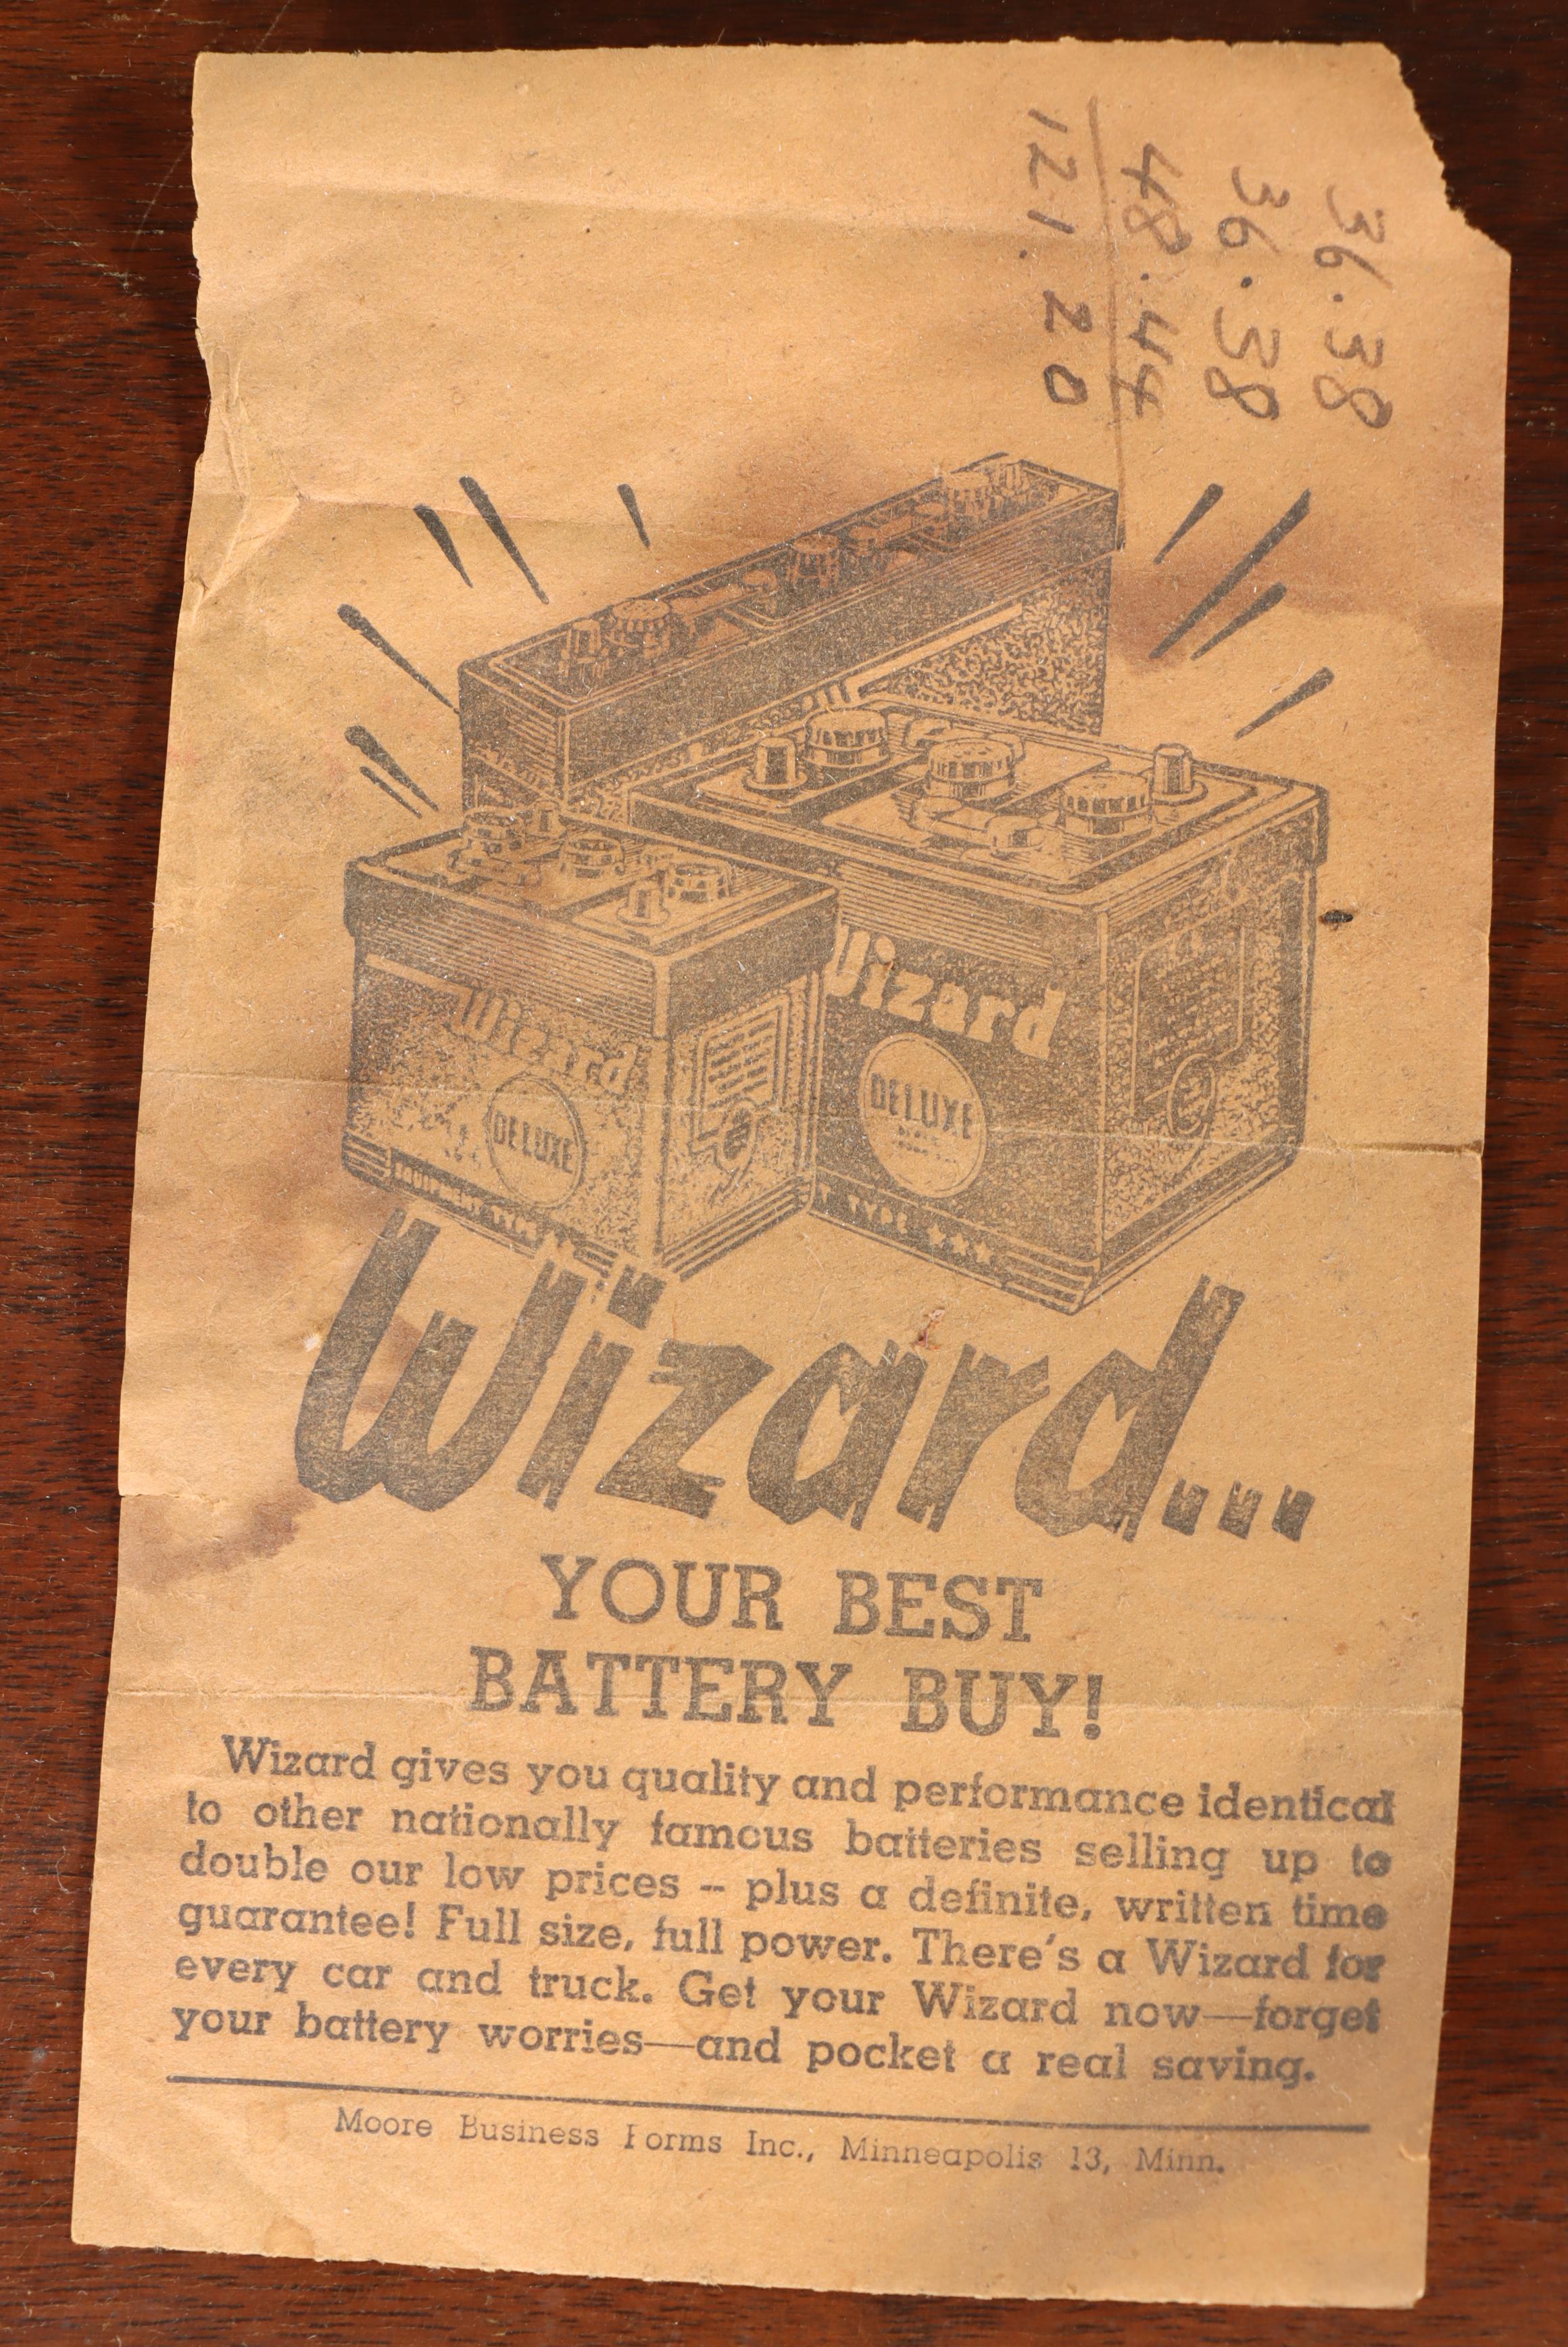 36.38
36.38
48.44
121.20
Wizard
DELUXE
EQUIPMENT TYPE
Wizard
DELUXE
T TYPE ★★★
Wizard...
YOUR BEST
BATTERY BUY!
Wizard gives you quality and performance identical
to other nationally famous batteries selling up to
double our low prices -- plus a definite, written time
guarantee! Full size, full power. There's a Wizard for
every car and truck. Get your Wizard now—forget
your battery worries—and pocket a real saving.
Moore Business Forms Inc., Minneapolis 13, Minn.